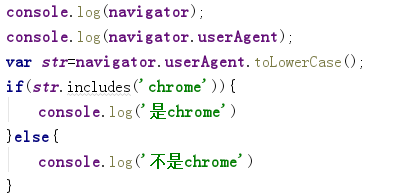 console.log(navigator);
console.log(navigator.userAgent);
var str=navigator.userAgent.toLowerCase();
if(str.includes('chrome')){
    console.log('是chrome')
}else{
    console.log('不是chrome')
}